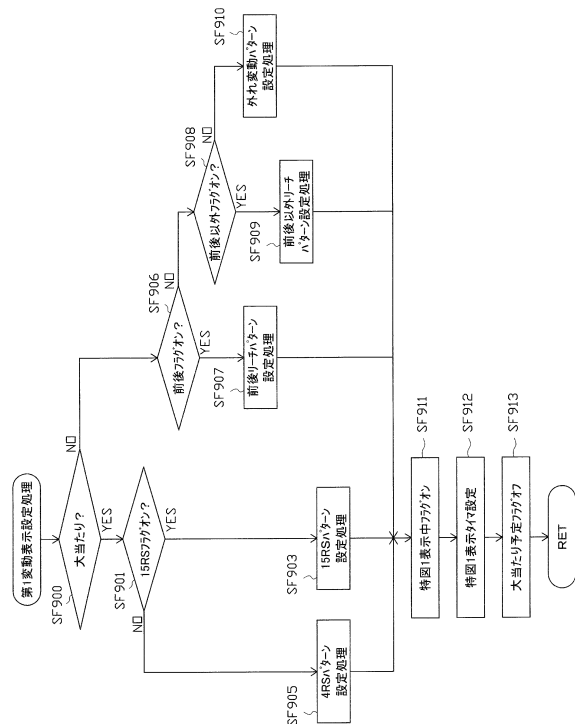 第1変動表示設定処理
SF900
大当たり?
NO
YES
SF901
15RSフラグオン?
NO
YES
SF903
15RSパターン
設定処理
SF905
4RSパターン
設定処理
SF906
前後フラグオン?
NO
YES
SF907
前後リーチパターン
設定処理
SF908
前後以外フラグオン?
NO
YES
SF909
前後以外リーチ
パターン設定処理
SF910
外れ変動パターン
設定処理
SF911
特図1表示中フラグオン
SF912
特図1表示タイマ設定
SF913
大当たり予定フラグオフ
RET